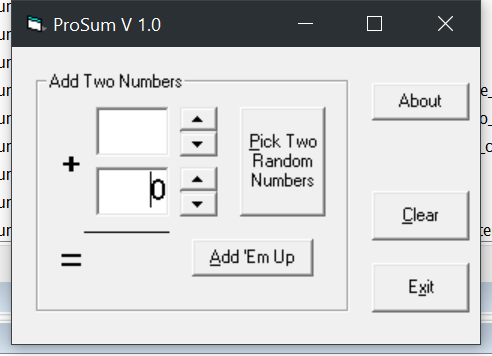 ProSum V 1.0
Add Two Numbers
+
0
=
Pick Two
Random
Numbers
Add 'Em Up
About
Clear
Exit